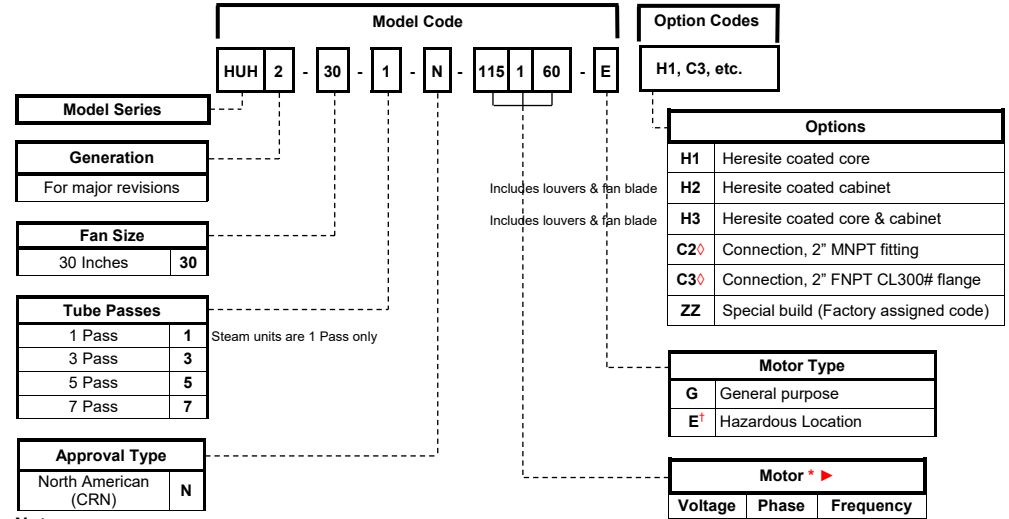 Model Code
Option Codes
HUH 2 - 30 - 1 - N - 115 1 60 - E
H1, C3, etc.
Model Series
Generation
For major revisions
Fan Size
30 Inches 30
Tube Passes
1 Pass 1 Steam units are 1 Pass only
3 Pass 3
5 Pass 5
7 Pass 7
Approval Type
North American
(CRN) N
Options
H1 Heresite coated core
Includes louvers & fan blade H2 Heresite coated cabinet
Includes louvers & fan blade H3 Heresite coated core & cabinet
C2◊ Connection, 2” MNPT fitting
C3◊ Connection, 2” FNPT CL300# flange
ZZ Special build (Factory assigned code)
Motor Type
G General purpose
E† Hazardous Location
Motor * ►
Voltage Phase Frequency